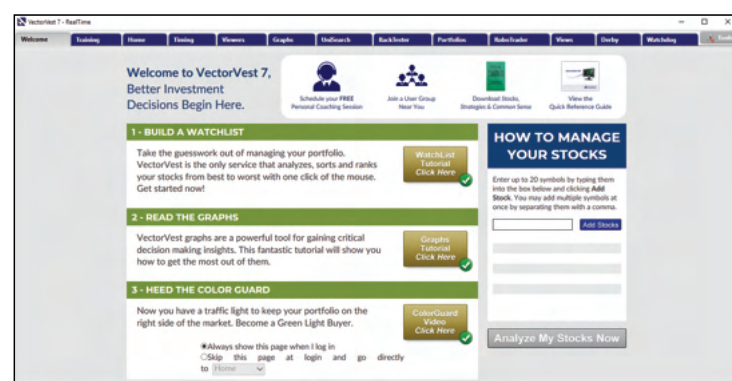 VectorVest 7 - RealTime
Welcome Training Home Timing Viewers Graphs UniSearch BackTester Portfolios RoboTrader Views Derby WatchDog
Welcome to VectorVest 7,
Better Investment
Decisions Begin Here.
Schedule your FREE
Personal Coaching Session
Join a User Group
Near You
Download Stocks,
Strategies & Common Sense
View the
Quick Reference Guide
1 - BUILD A WATCHLIST
Take the guesswork out of managing your portfolio.
VectorVest is the only service that analyzes, sorts and ranks
your stocks from best to worst with one click of the mouse.
Get started now!
WatchList
Tutorial
Click Here
2 - READ THE GRAPHS
VectorVest graphs are a powerful tool for gaining critical
decision making insights. This fantastic tutorial will show you
how to get the most out of them.
Graphs
Tutorial
Click Here
3 - HEED THE COLOR GUARD
Now you have a traffic light to keep your portfolio on the
right side of the market. Become a Green Light Buyer.
ColorGuard
Video
Click Here
Always show this page when I log in
Skip this page at login and go directly
to Home
HOW TO MANAGE
YOUR STOCKS
Enter up to 20 symbols by typing them
into the box below and clicking Add
Stock. You may add multiple symbols at
once by separating them with a comma.
Add Stocks
Analyze My Stocks Now